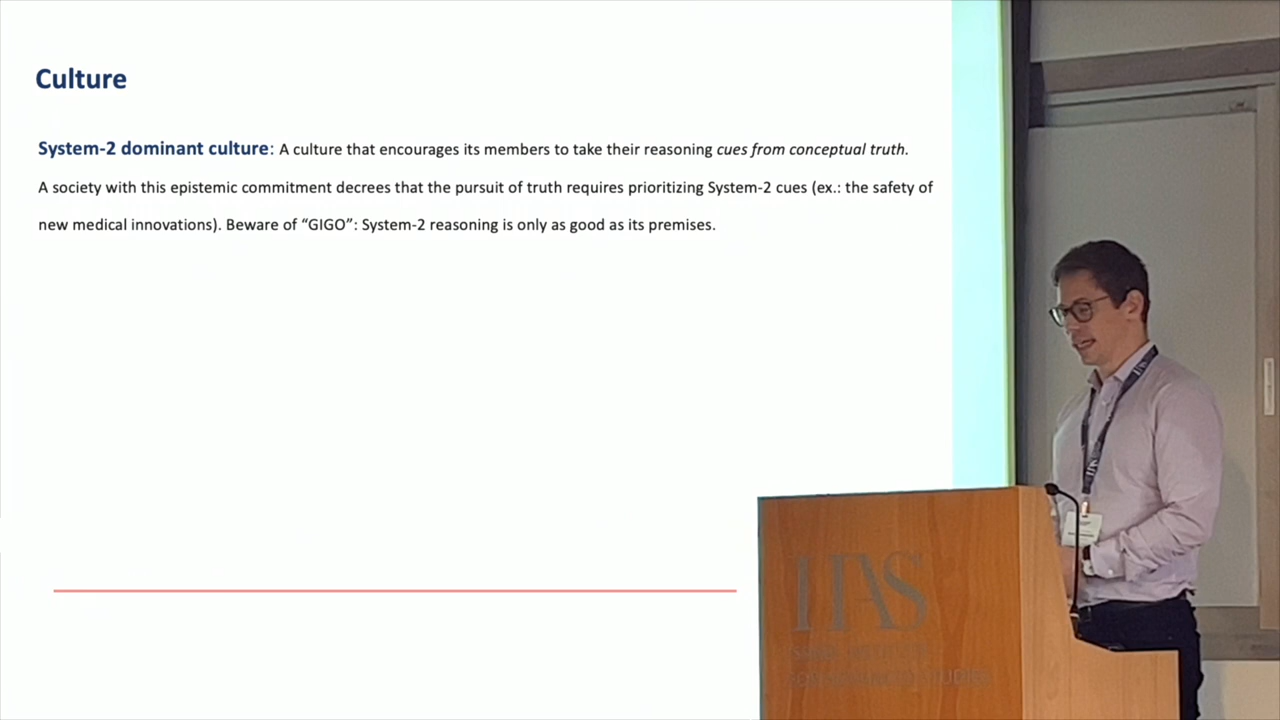 Culture
System-2 dominant culture: A culture that encourages its members to take their reasoning cues from conceptual truth.
A society with this epistemic commitment decrees that the pursuit of truth requires prioritizing System-2 cues (ex.: the safety of
new medical innovations). Beware of “GIGO”: System-2 reasoning is only as good as its premises.
IIAS